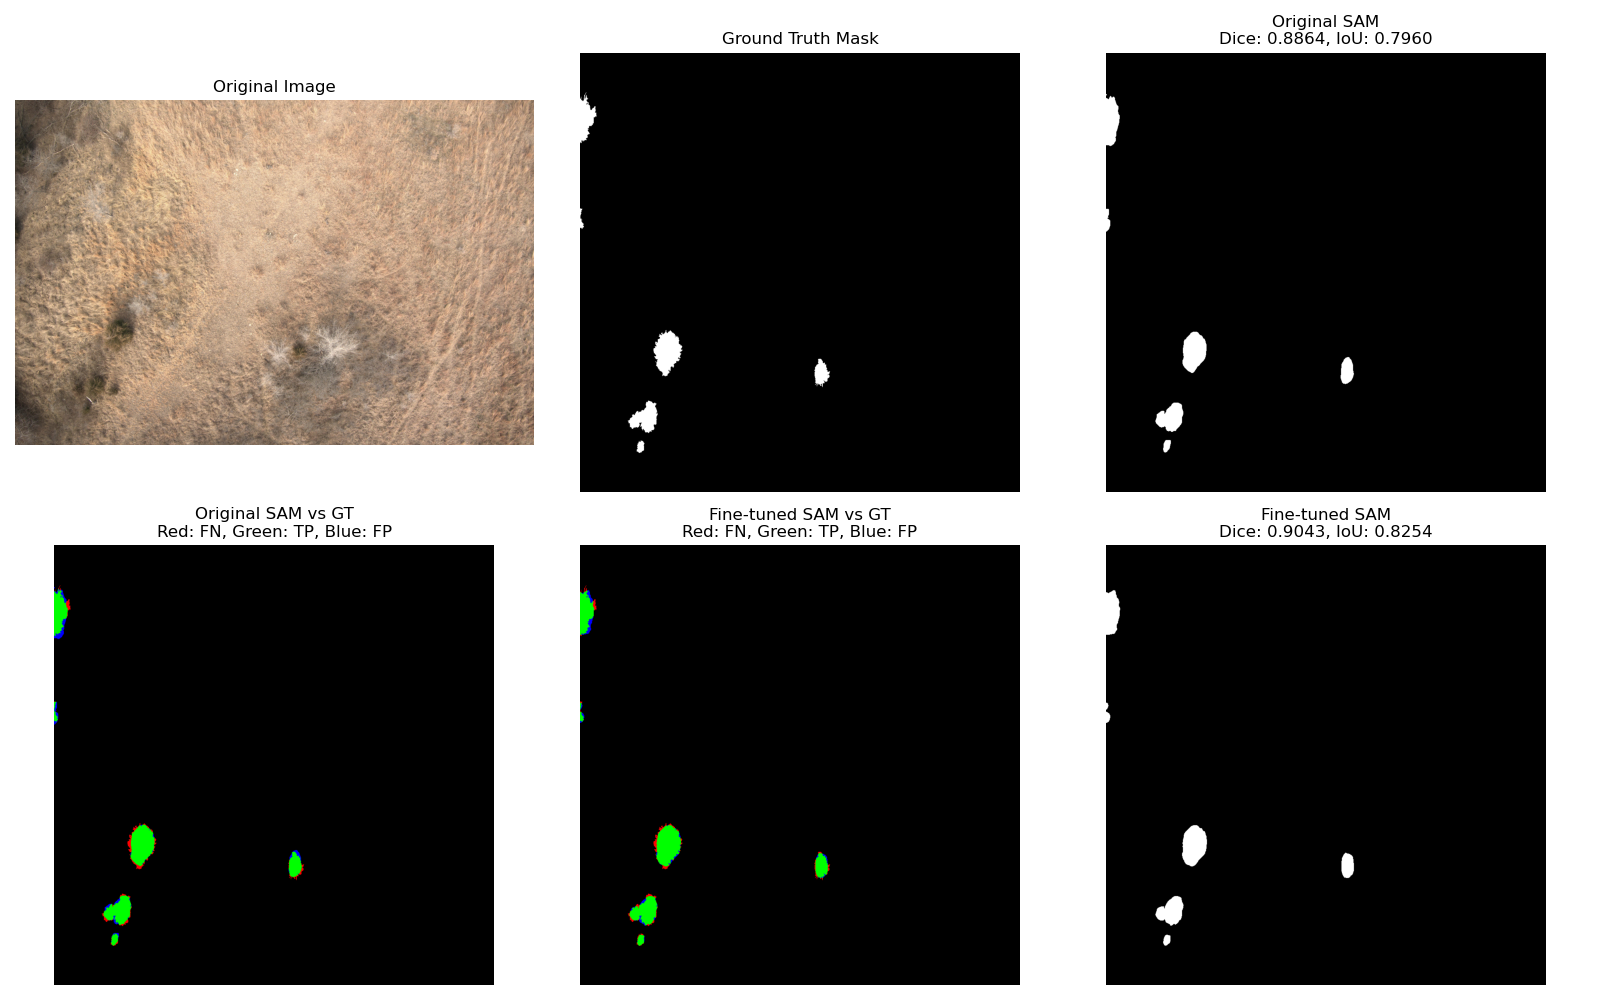 Original Image
Ground Truth Mask
Original SAM
Dice: 0.8864, IoU: 0.7960
Original SAM vs GT
Red: FN, Green: TP, Blue: FP
Fine-tuned SAM vs GT
Red: FN, Green: TP, Blue: FP
Fine-tuned SAM
Dice: 0.9043, IoU: 0.8254